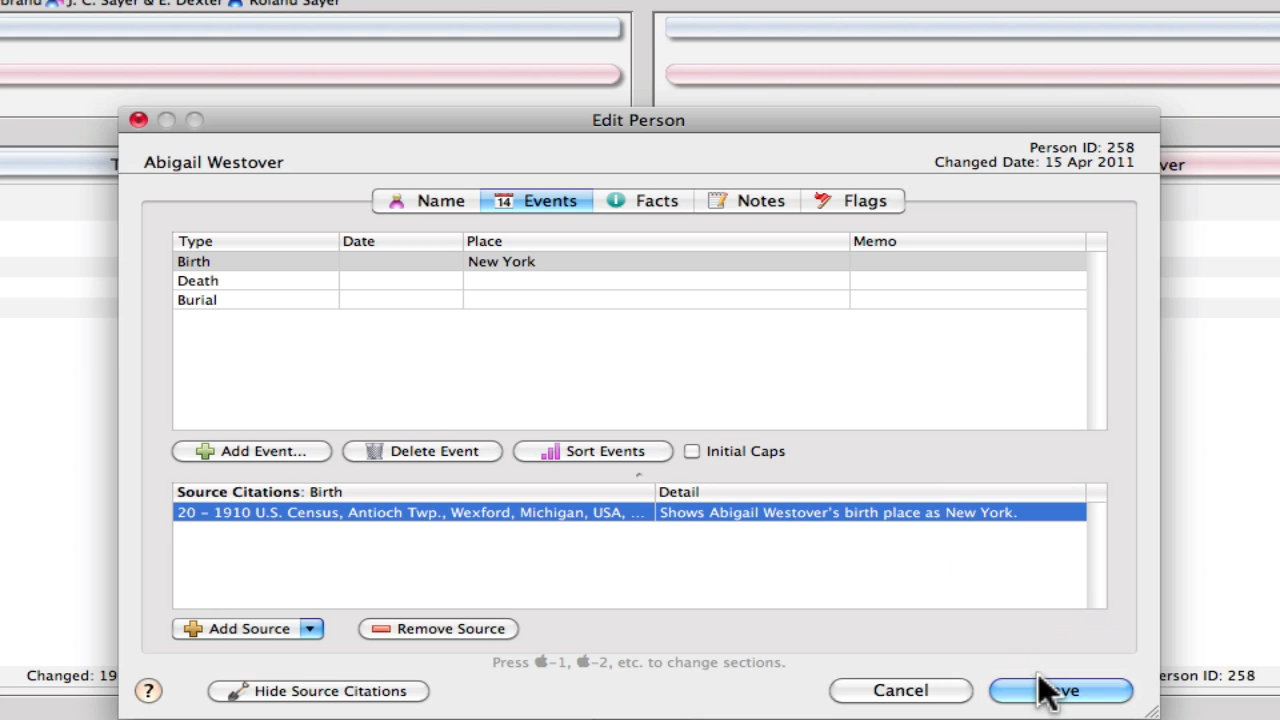 J. C. Sayer & E. Dexter Roland Sayer
Edit Person
Person ID: 258
Abigail Westover
Changed Date: 15 Apr 2011
Name
14 Events
Facts
Notes
Flags
Type Date Place Memo
Birth New York
Death
Burial
Add Event...
Delete Event
Sort Events
Initial Caps
Source Citations: Birth Detail
20 – 1910 U.S. Census, Antioch Twp., Wexford, Michigan, USA, ... Shows Abigail Westover's birth place as New York.
Add Source
Remove Source
Press -1, -2, etc. to change sections.
Changed: 19
erson ID: 258
? Hide Source Citations
Cancel